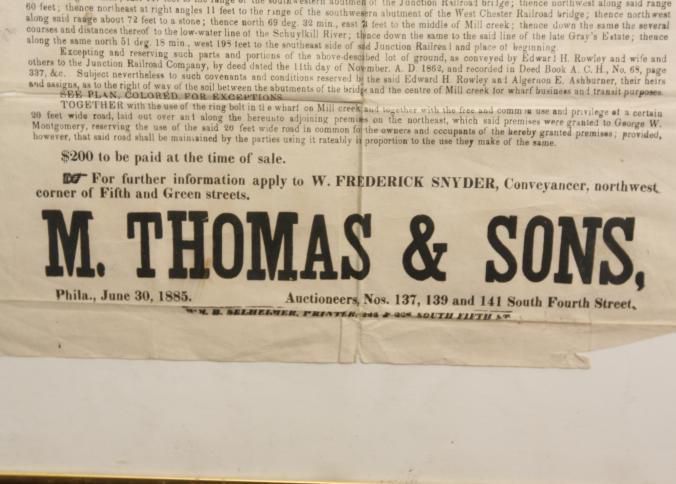 60 feet; thence northeast at right angles 11 feet to the range of the southwestern abutment of the West Chester Railroad bridge; thence northwest
along said range about 72 feet to a stone; thence north 69 deg. 32 min., east feet to the middle of Mill creek; thence down the same the several
courses and distances thereof to the low-water line of the Schuylkill River; thence down the same to the said line of the late Gray's Estate; thence
along the same north 51 deg. 18 min, west 198 feet to the southeast side of said Junction Railroad and place of beginning.
Excepting and reserving such parts and portions of the above-described lot of ground, as conveyed by Edward H. Rowley and wife and
others to the Junction Railroad Company, by deed dated the 11th day of November. A. D. 1862, and recorded in Deed Book A. C. H., No. 68, page
337, &c. Subject nevertheless to such covenants and conditions reserved by the said Edward H. Rowley and Algernon E. Ashburner, their heirs
and assigns, as to the right of way of the soil between the abutments of the bridge and the centre of Mill creek for wharf business and transit purposes.
SEE PLAN, COLORED FOR EXCEPTIONS
TOGETHER with the use of the ring bolt in the wharf on Mill creek and together with the free and common use and privilege of a certain
20 feet wide road, laid out over and along the hereunto adjoining premises on the northeast, which said premises were granted to George W.
Montgomery, reserving the use of the said 20 feet wide road in common for the owners and occupants of the hereby granted premises; provided,
however, that said road shall be maintained by the parties using it rateably in proportion to the use they make of the same.
$200 to be paid at the time of sale.
☞ For further information apply to W. FREDERICK SNYDER, Conveyancer, northwest
corner of Fifth and Green streets.
M. THOMAS & SONS,
Phila., June 30, 1885. Auctioneers, Nos. 137, 139 and 141 South Fourth Street.
WM. B. SELHEIMER, PRINTER, SOUTH FIFTH ST